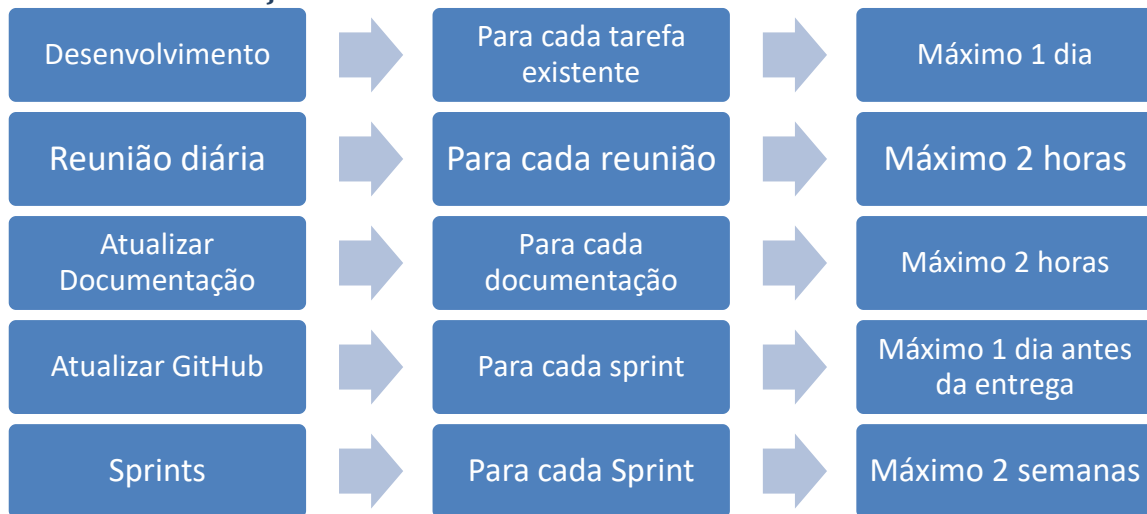 Desenvolvimento
Para cada tarefa
existente
Máximo 1 dia
Reunião diária
Para cada reunião
Máximo 2 horas
Atualizar
Documentação
Para cada
documentação
Máximo 2 horas
Atualizar GitHub
Para cada sprint
Máximo 1 dia antes
da entrega
Sprints
Para cada Sprint
Máximo 2 semanas